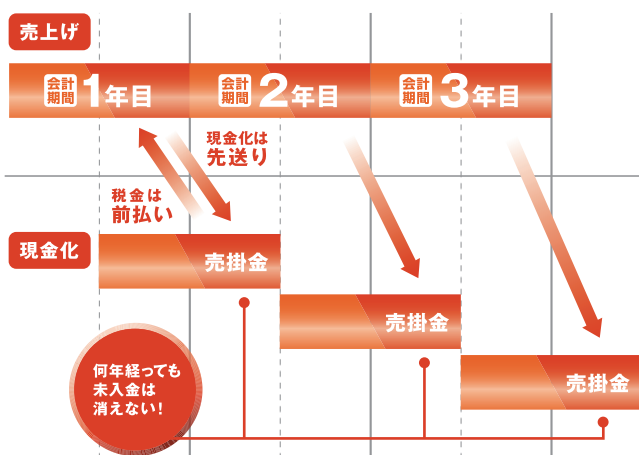 売上げ
会計
期間
1年目
会計
期間
2年目
会計
期間
3年目
現金化は
先送り
税金は
前払い
現金化
売掛金
売掛金
売掛金
何年経っても
未入金は
消えない！